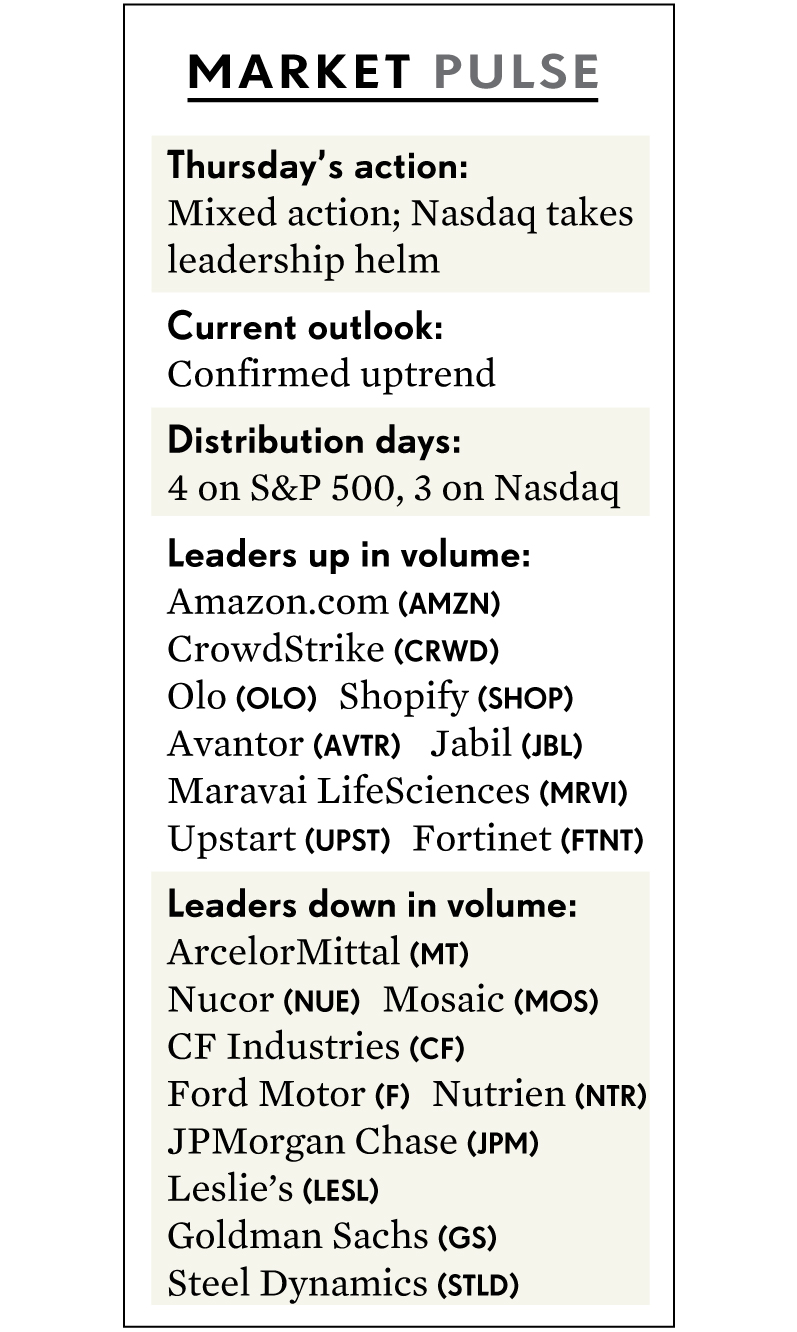 MARKET PULSE
Thursday's action:
Mixed action; Nasdaq takes
leadership helm
Current outlook:
Confirmed uptrend
Distribution days:
4 on S&P 500, 3 on Nasdaq
Leaders up in volume:
Amazon.com (AMZN)
CrowdStrike (CRWD)
Olo (OLO) Shopify (SHOP)
Avantor (AVTR) Jabil (JBL)
Maravai LifeSciences (MRVI)
Upstart (UPST) Fortinet (FTNT)
Leaders down in volume:
ArcelorMittal (MT)
Nucor (NUE) Mosaic (MOS)
CF Industries (CF)
Ford Motor (F) Nutrien (NTR)
JPMorgan Chase (JPM)
Leslie’s (LESL)
Goldman Sachs (GS)
Steel Dynamics (STLD)